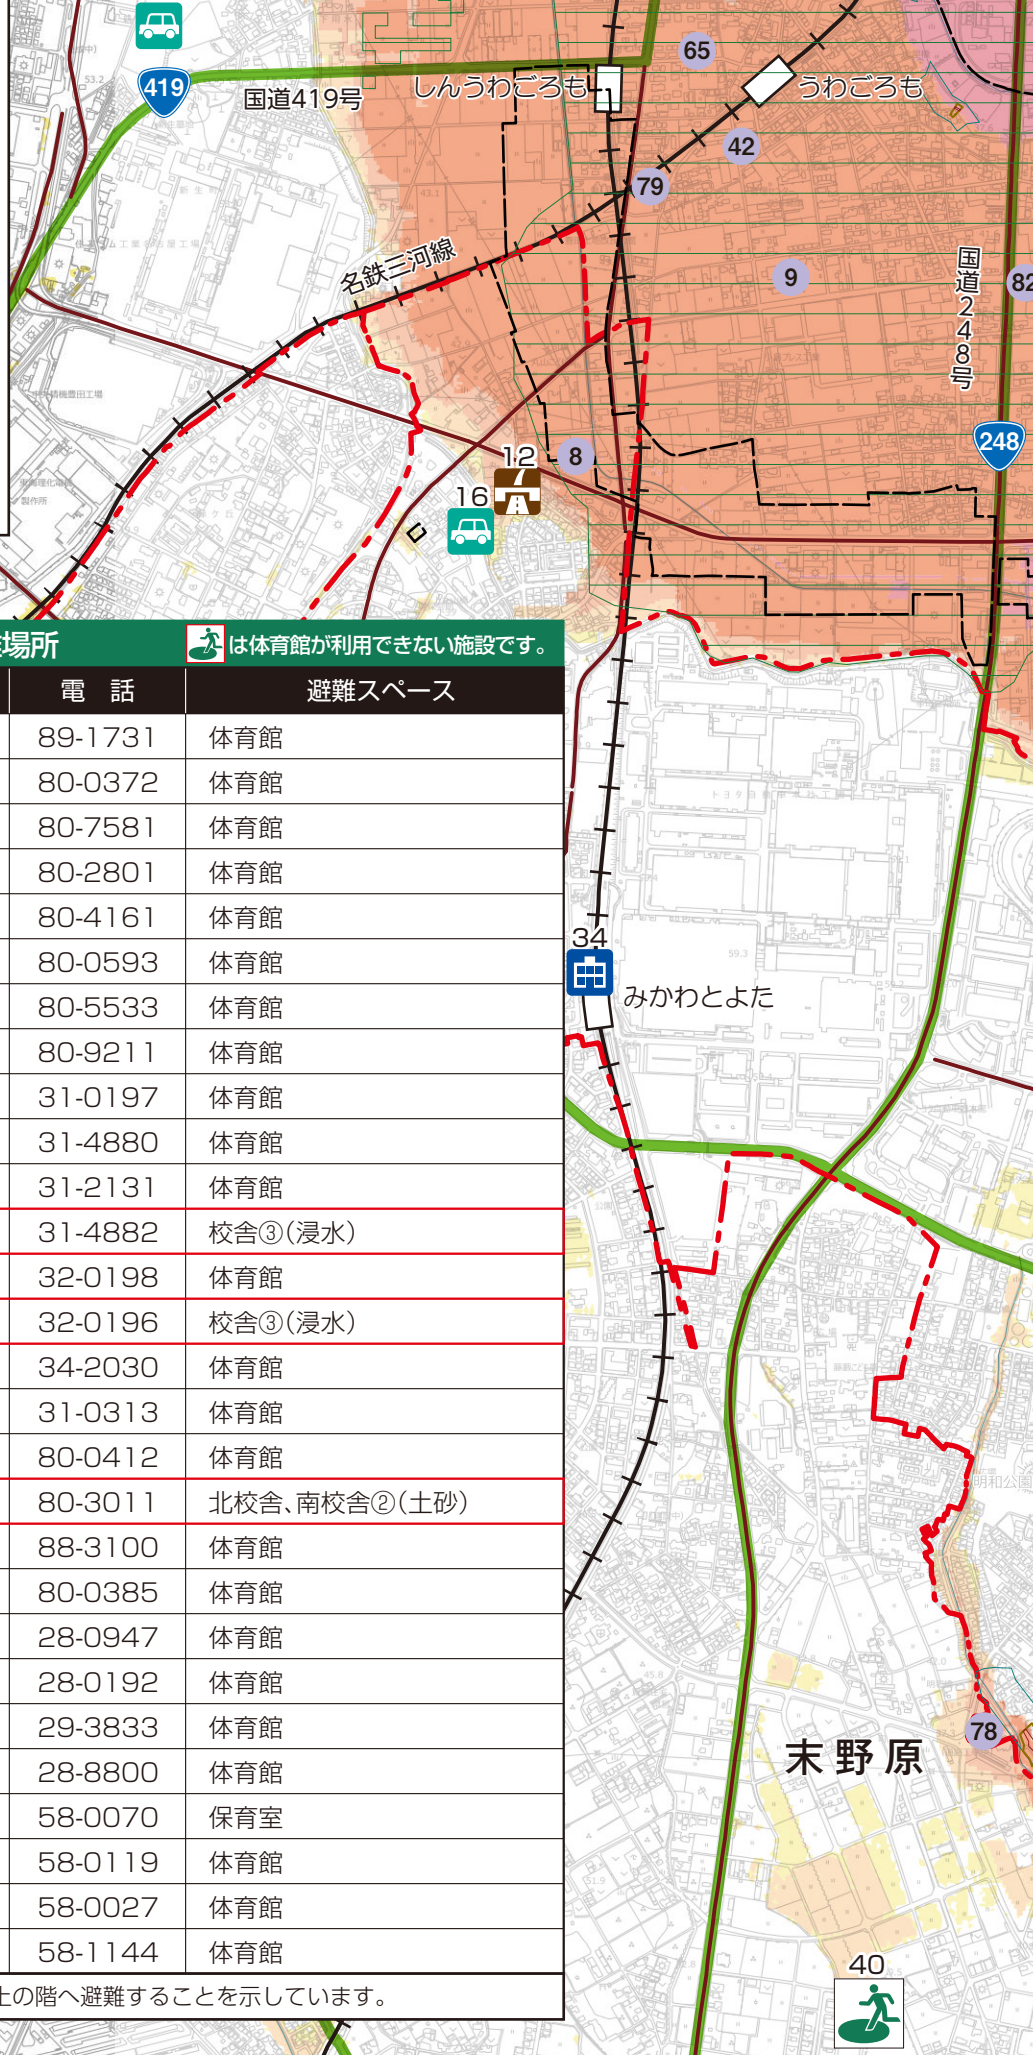 419
国道419号
しんうわごろも
65
うわごろも
42
79
名鉄三河線
9
国道248号
82
248
12
8
16
難場所
は体育館が利用できない施設です。
電 話 避難スペース
89-1731 体育館
80-0372 体育館
80-7581 体育館
80-2801 体育館
80-4161 体育館
80-0593 体育館
80-5533 体育館
80-9211 体育館
31-0197 体育館
31-4880 体育館
31-2131 体育館
31-4882 校舎③(浸水)
32-0198 体育館
32-0196 校舎③(浸水)
34-2030 体育館
31-0313 体育館
80-0412 体育館
80-3011 北校舎、南校舎②(土砂)
88-3100 体育館
80-0385 体育館
28-0947 体育館
28-0192 体育館
29-3833 体育館
28-8800 体育館
58-0070 保育室
58-0119 体育館
58-0027 体育館
58-1144 体育館
上の階へ避難することを示しています。
34
みかわとよた
明和公園
78
末野原
40